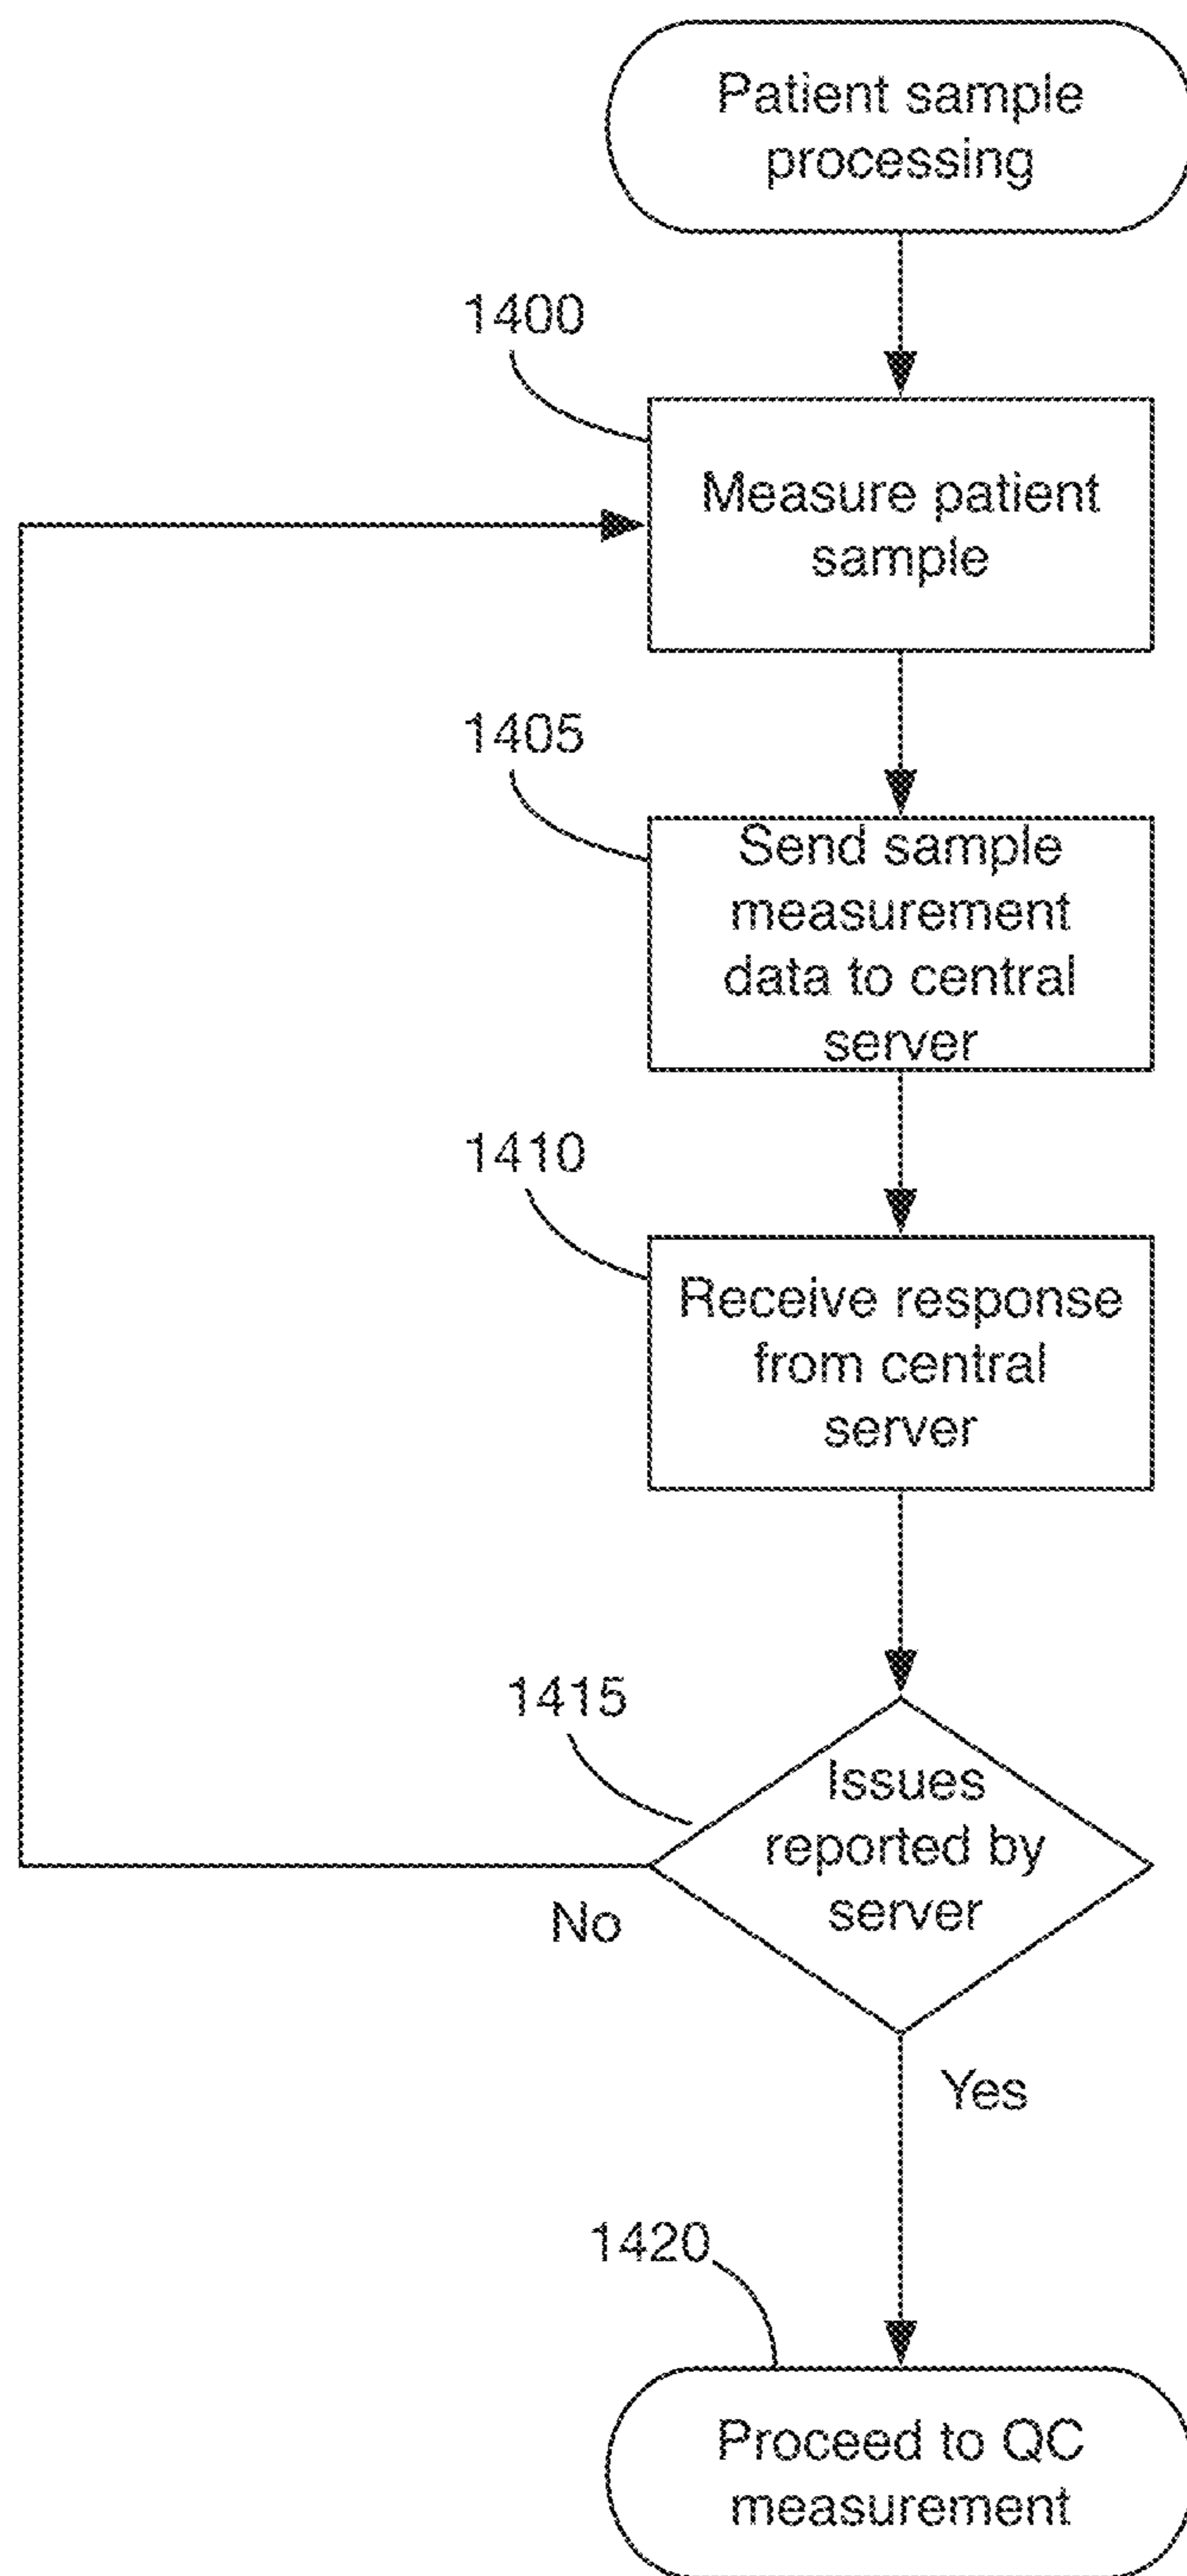 Patient sample
processing
1400
Measure patient
sample
1405
Send sample
measurement
data to central
server
1410
Receive response
from central
server
1415
Issues
reported by
server
No
Yes
1420
Proceed to QC
measurement